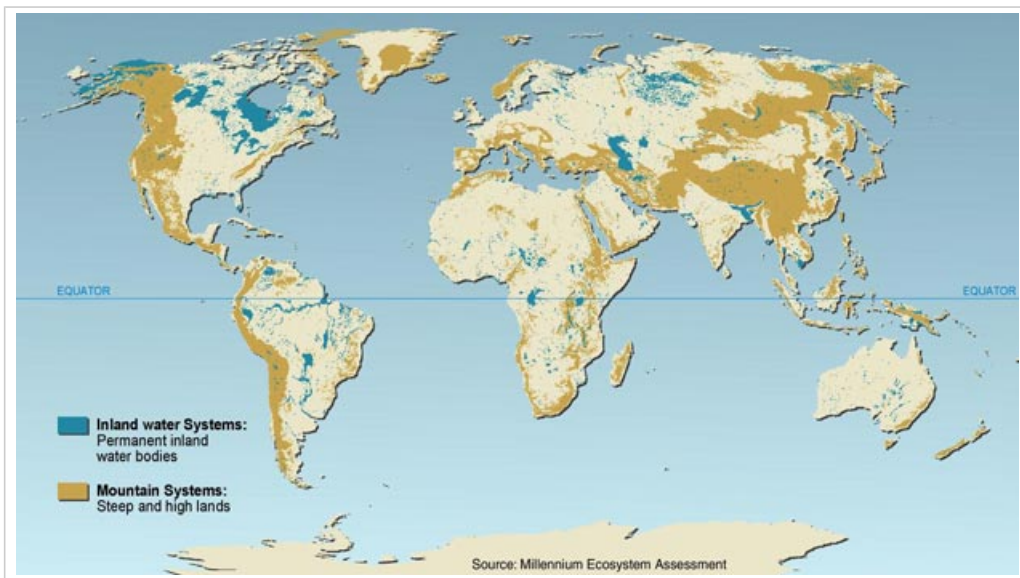 EQUATOR
EQUATOR
Inland water Systems:
Permanent inland
water bodies
Mountain Systems:
Steep and high lands
Source: Millennium Ecosystem Assessment